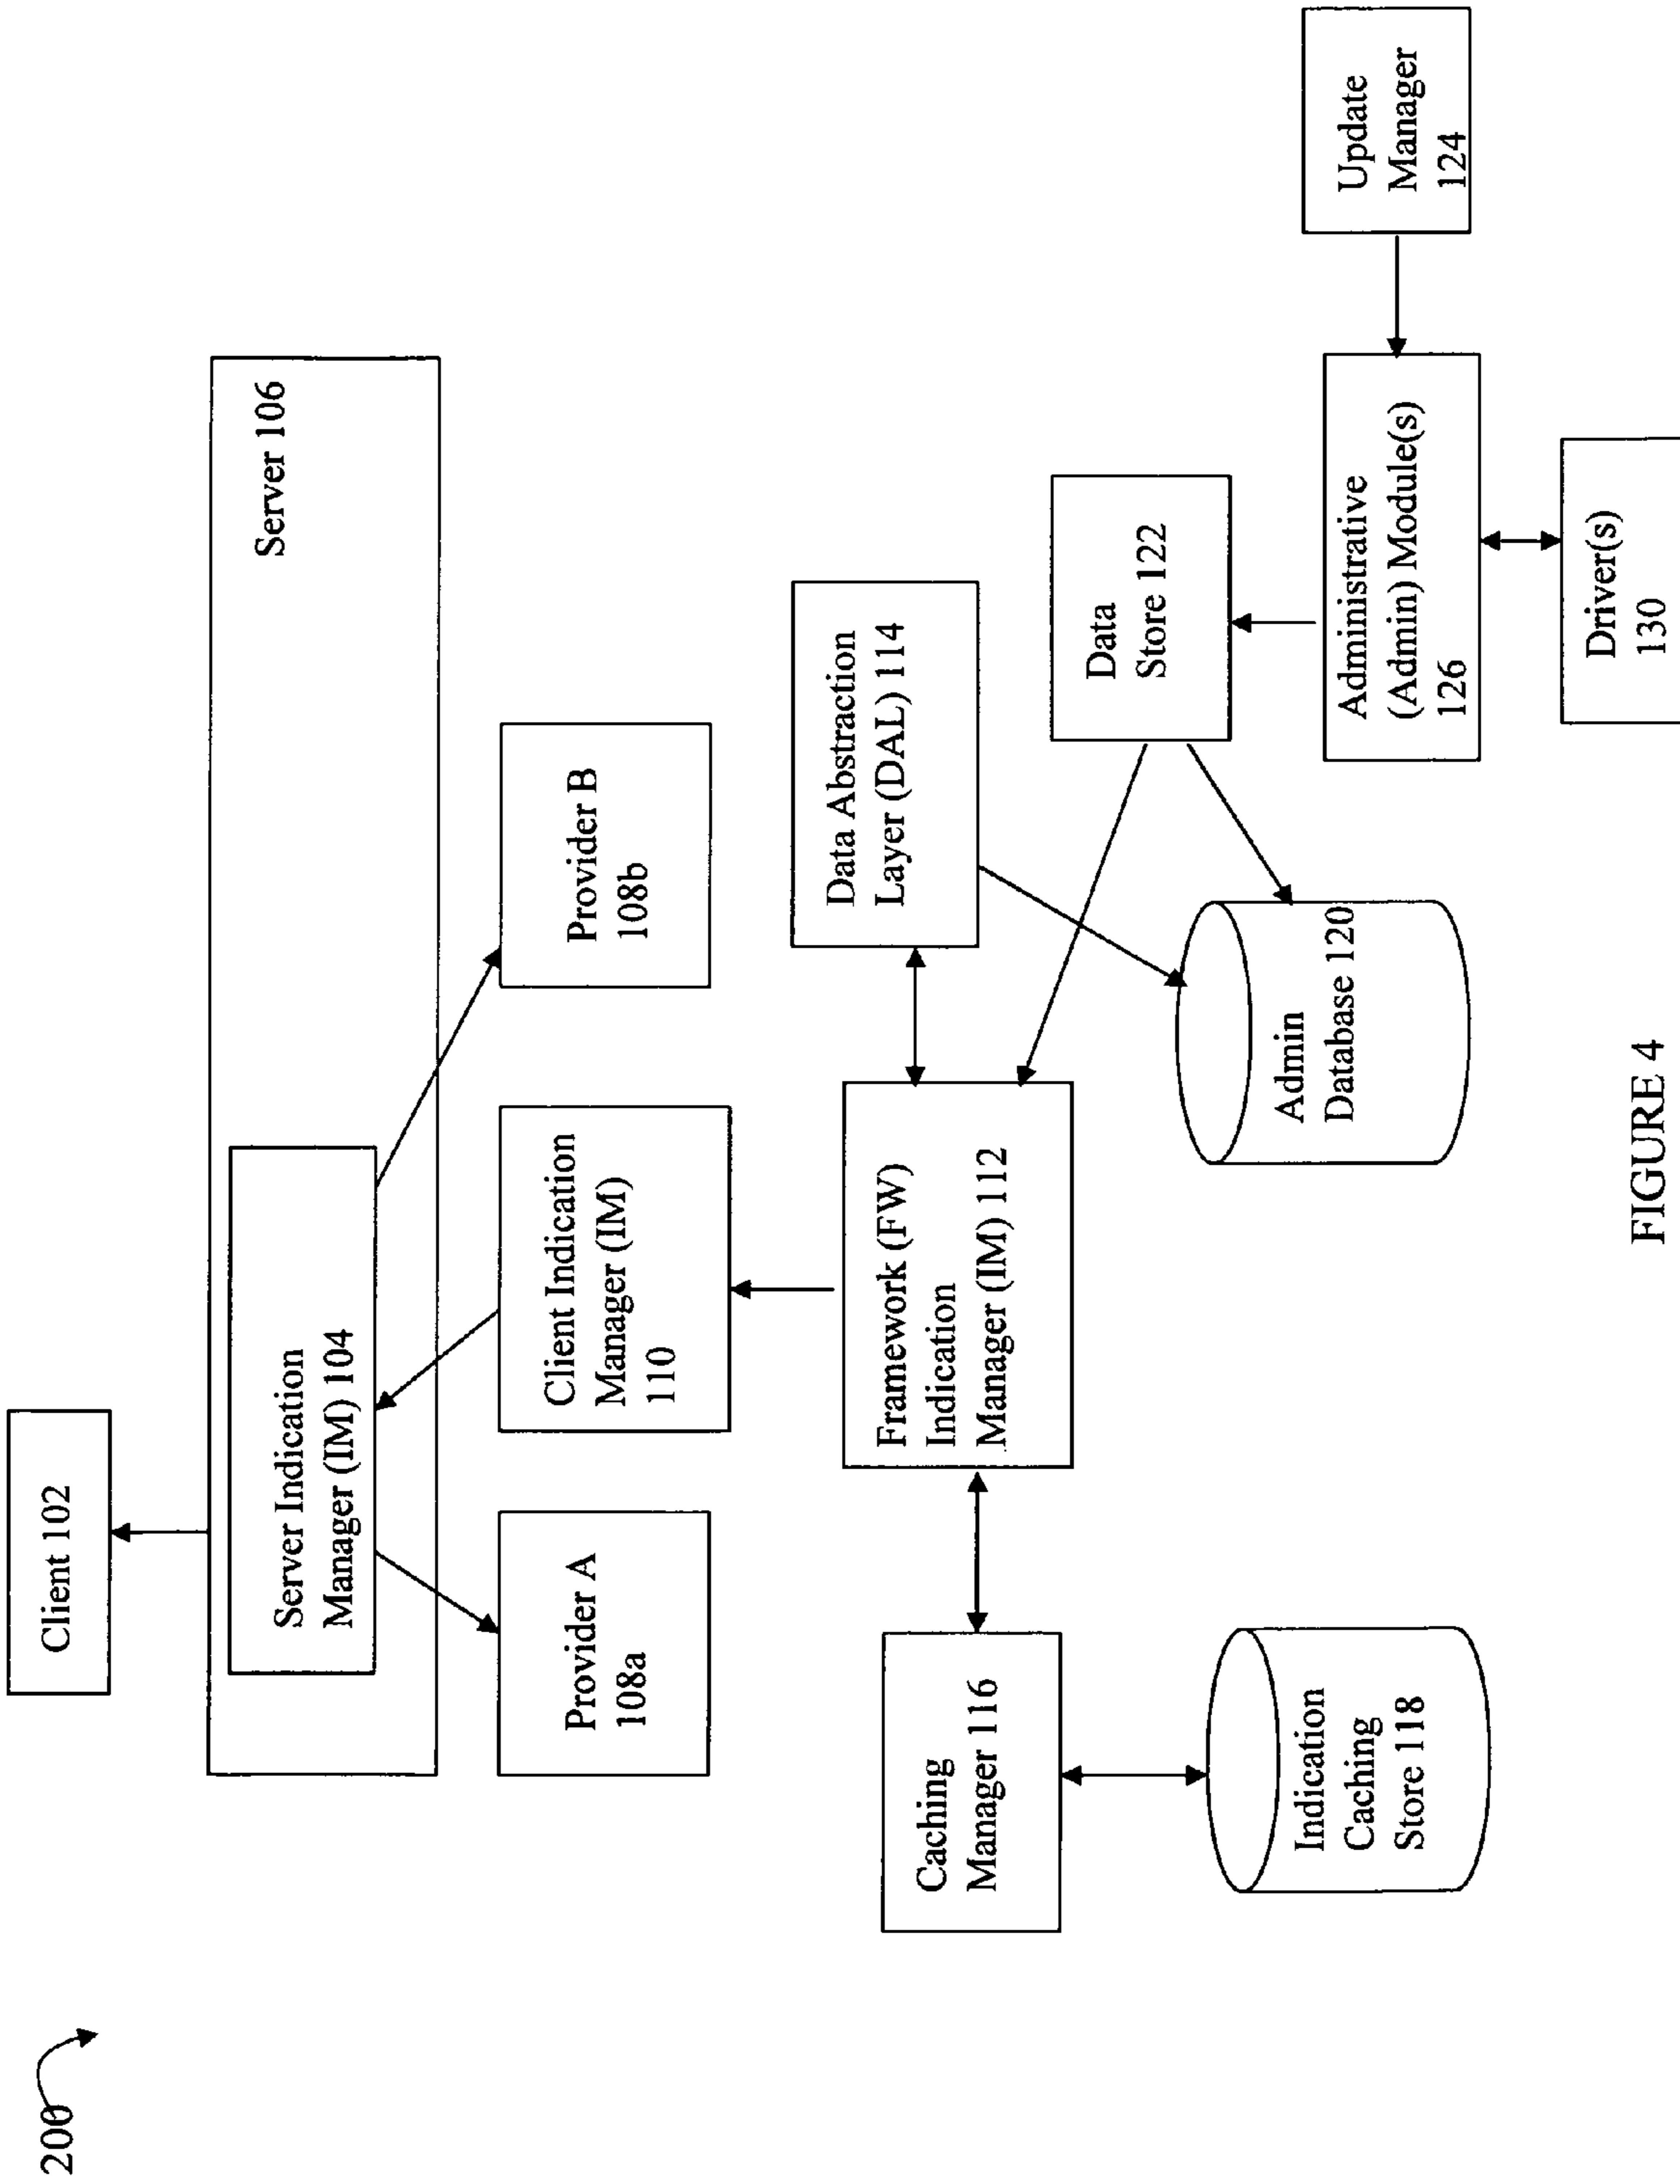 200
Client 102
Server 106
Server Indication
Manager (IM) 104
Provider A
108a
Client Indication
Manager (IM)
110
Provider B
108b
Caching
Manager 116
Framework (FW)
Indication
Manager (IM) 112
Data Abstraction
Layer (DAL) 114
Data
Store 122
Indication
Caching
Store 118
Admin
Database 120
Administrative
(Admin) Module(s)
126
Update
Manager
124
Driver(s)
130
FIGURE 4